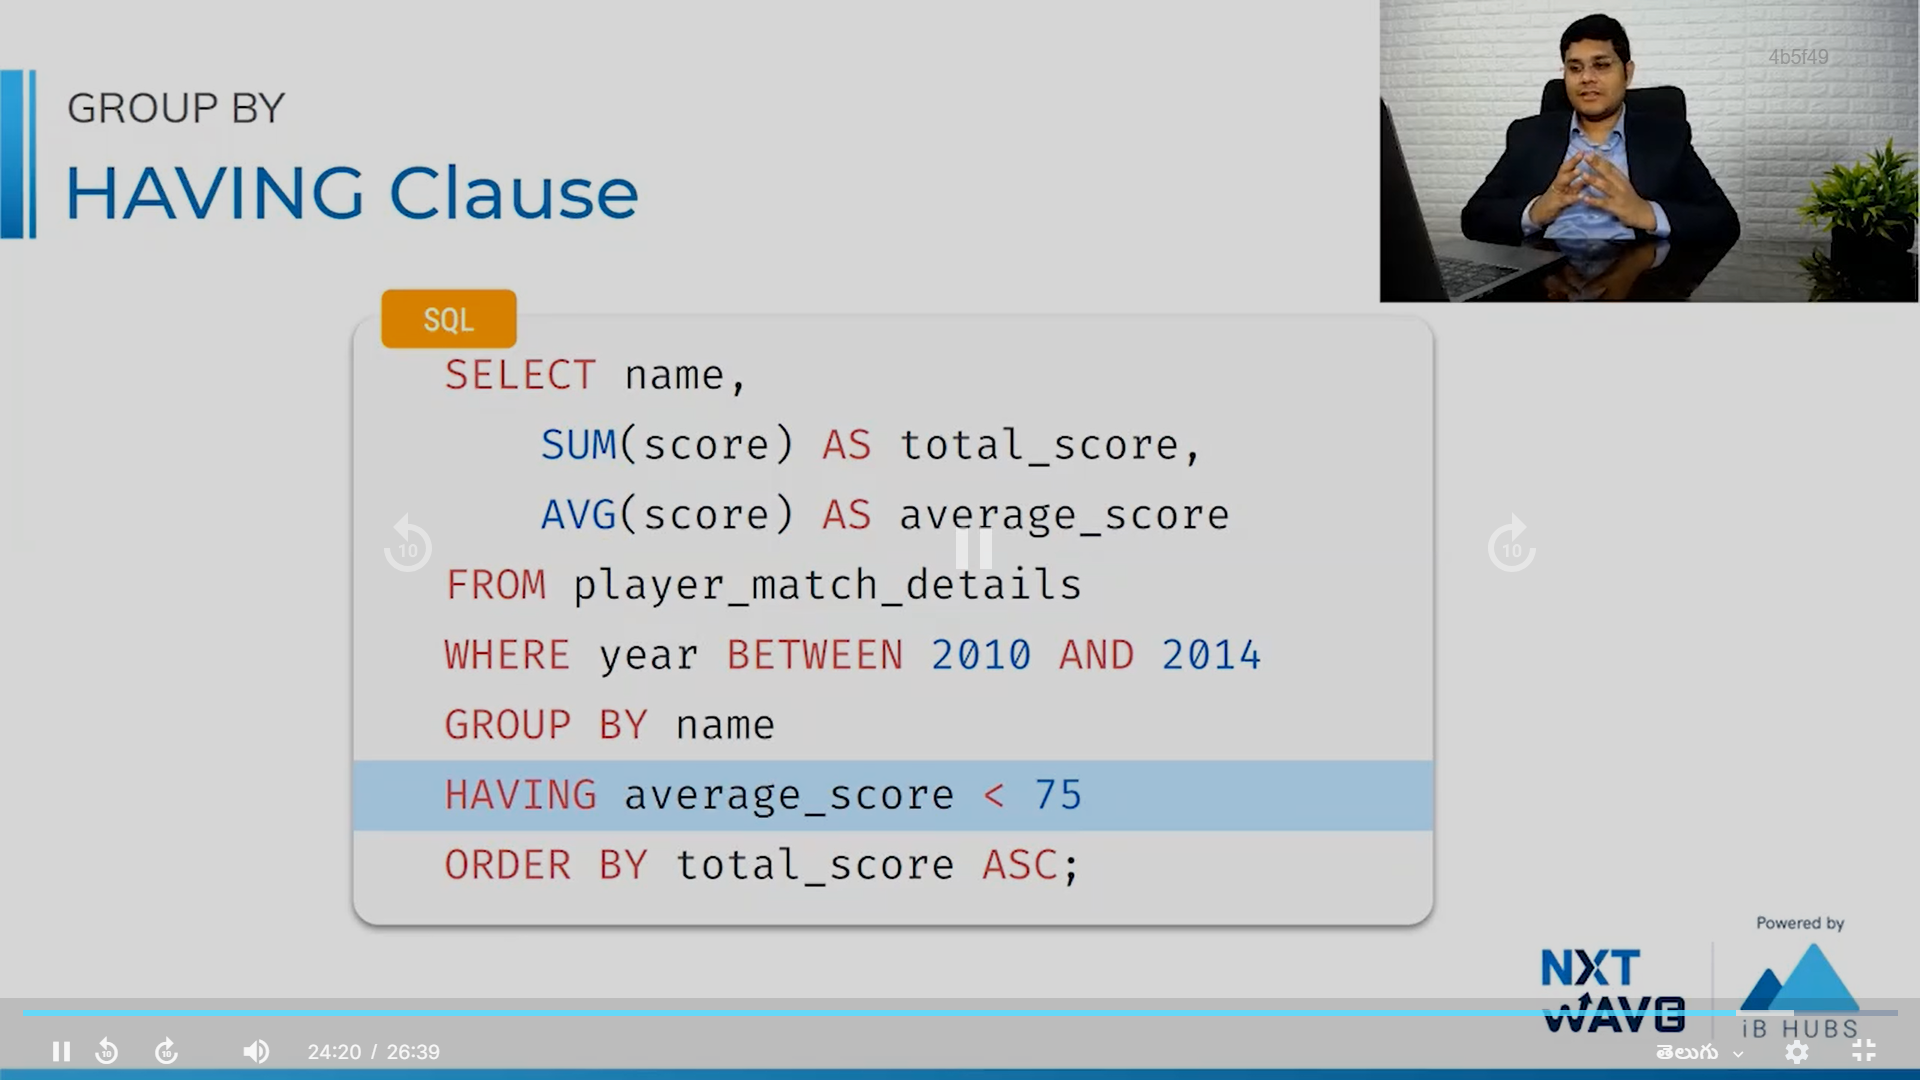 4b5f49
GROUP BY
HAVING Clause
SQL
SELECT name,
SUM(score) AS total_score,
AVG(score) AS average_score
FROM player_match_details
WHERE year BETWEEN 2010 AND 2014
GROUP BY name
HAVING average_score < 75
ORDER BY total_score ASC;
10
10
Powered by
NXT
WAVE
iB HUBS
10
10
24:20 / 26:39
తెలుగు